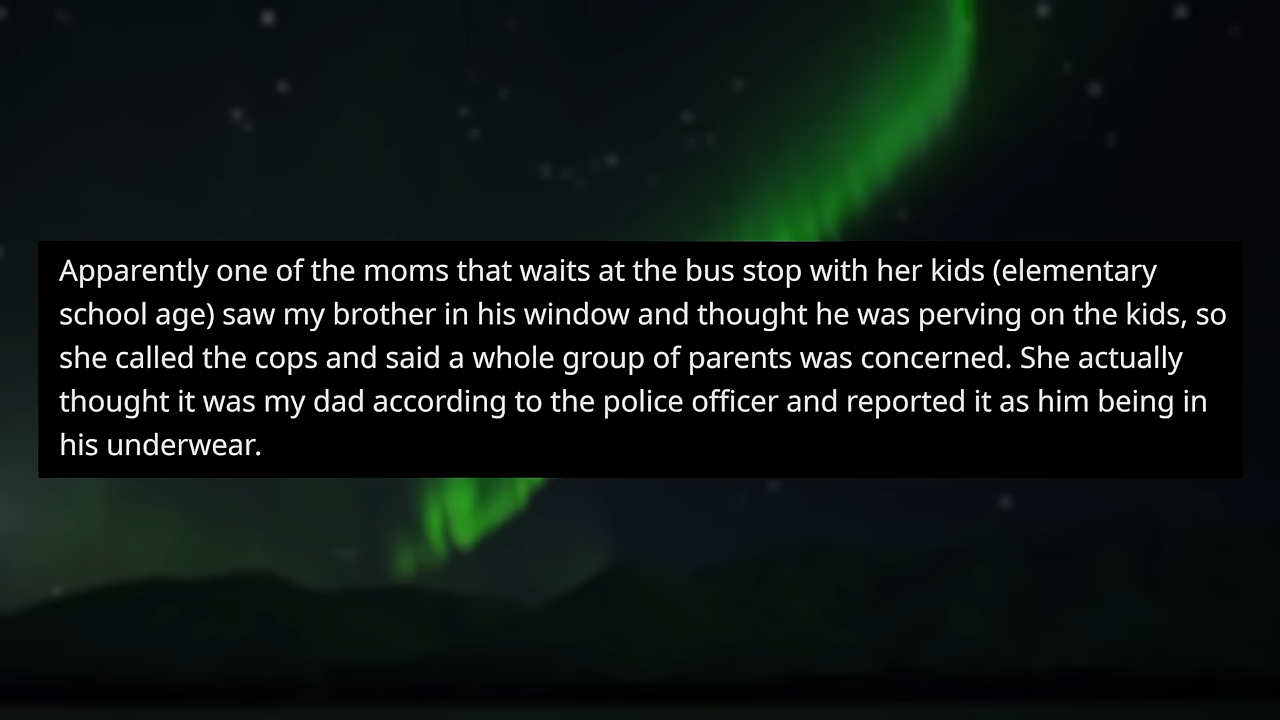 Apparently one of the moms that waits at the bus stop with her kids (elementary
school age) saw my brother in his window and thought he was perving on the kids, so
she called the cops and said a whole group of parents was concerned. She actually
thought it was my dad according to the police officer and reported it as him being in
his underwear.